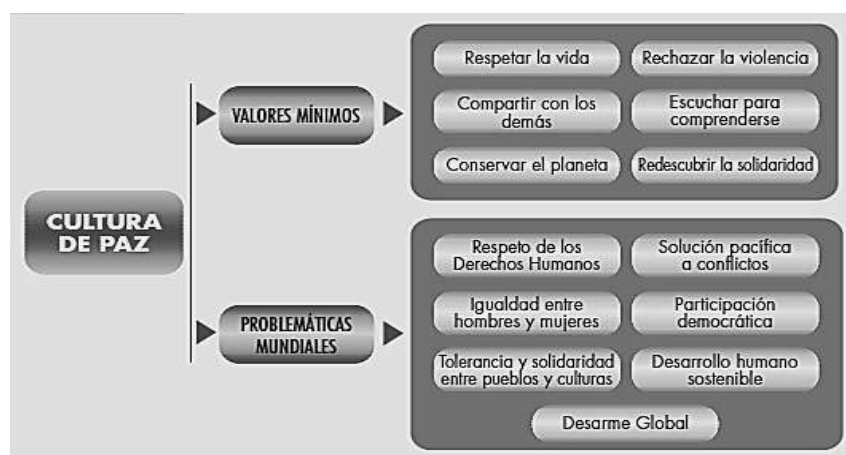 CULTURA
DE PAZ
VALORES MÍNIMOS
Respetar la vida
Rechazar la violencia
Compartir con los
demás
Escuchar para
comprenderse
Conservar el planeta
Redescubrir la solidaridad
PROBLEMÁTICAS
MUNDIALES
Respeto de los
Derechos Humanos
Solución pacífica
a conflictos
Igualdad entre
hombres y mujeres
Participación
democrática
Tolerancia y solidaridad
entre pueblos y culturas
Desarrollo humano
sostenible
Desarme Global